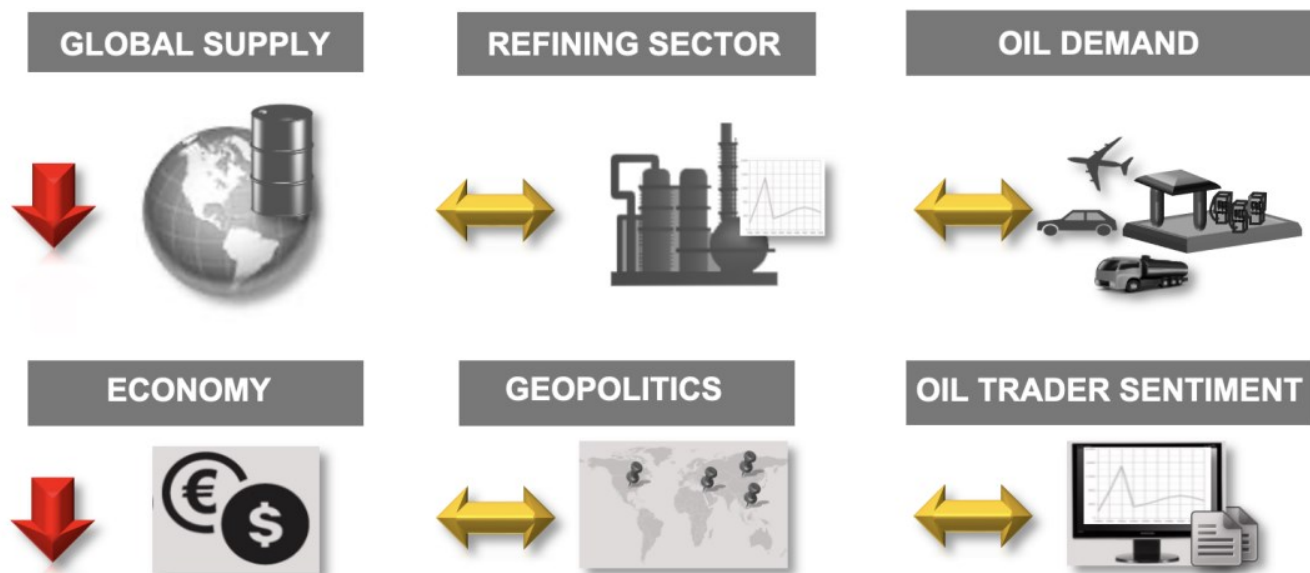 GLOBAL SUPPLY
REFINING SECTOR
OIL DEMAND
ECONOMY
GEOPOLITICS
OIL TRADER SENTIMENT
€
$